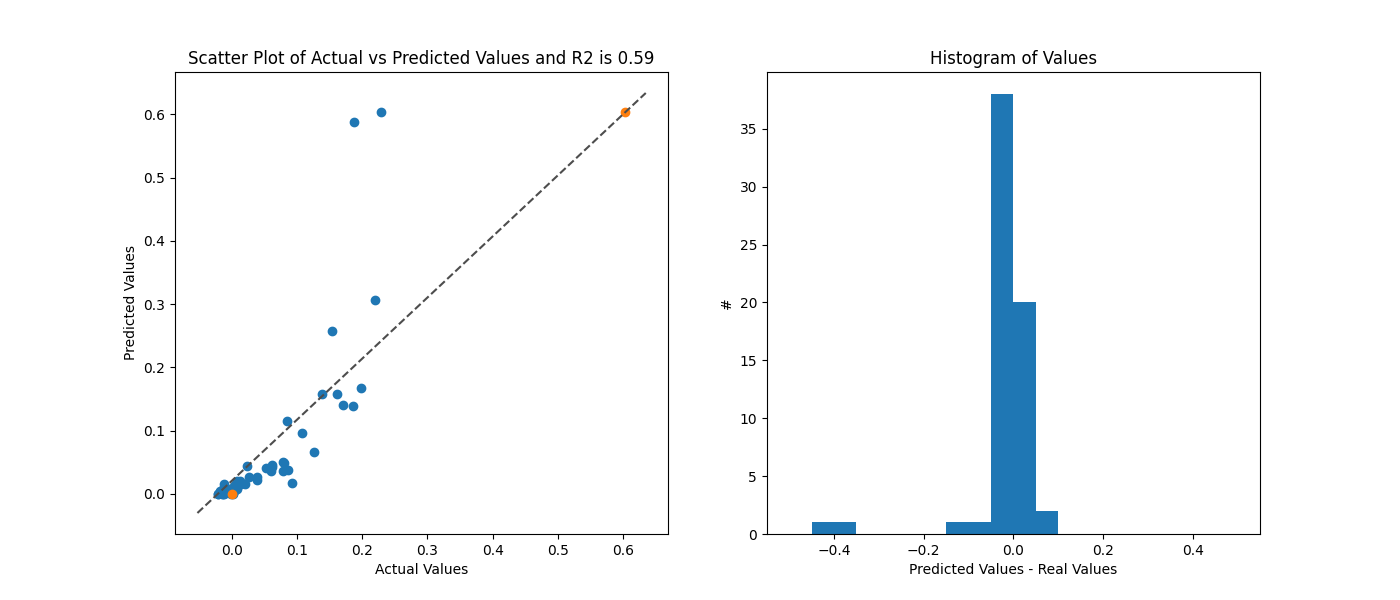 Scatter Plot of Actual vs Predicted Values and R2 is 0.59
Predicted Values
0.6
0.5
0.4
0.3
0.2
0.1
0.0
0.0 0.1 0.2 0.3 0.4 0.5 0.6
Actual Values
Histogram of Values
#
35
30
25
20
15
10
5
0
−0.4 −0.2 0.0 0.2 0.4
Predicted Values - Real Values